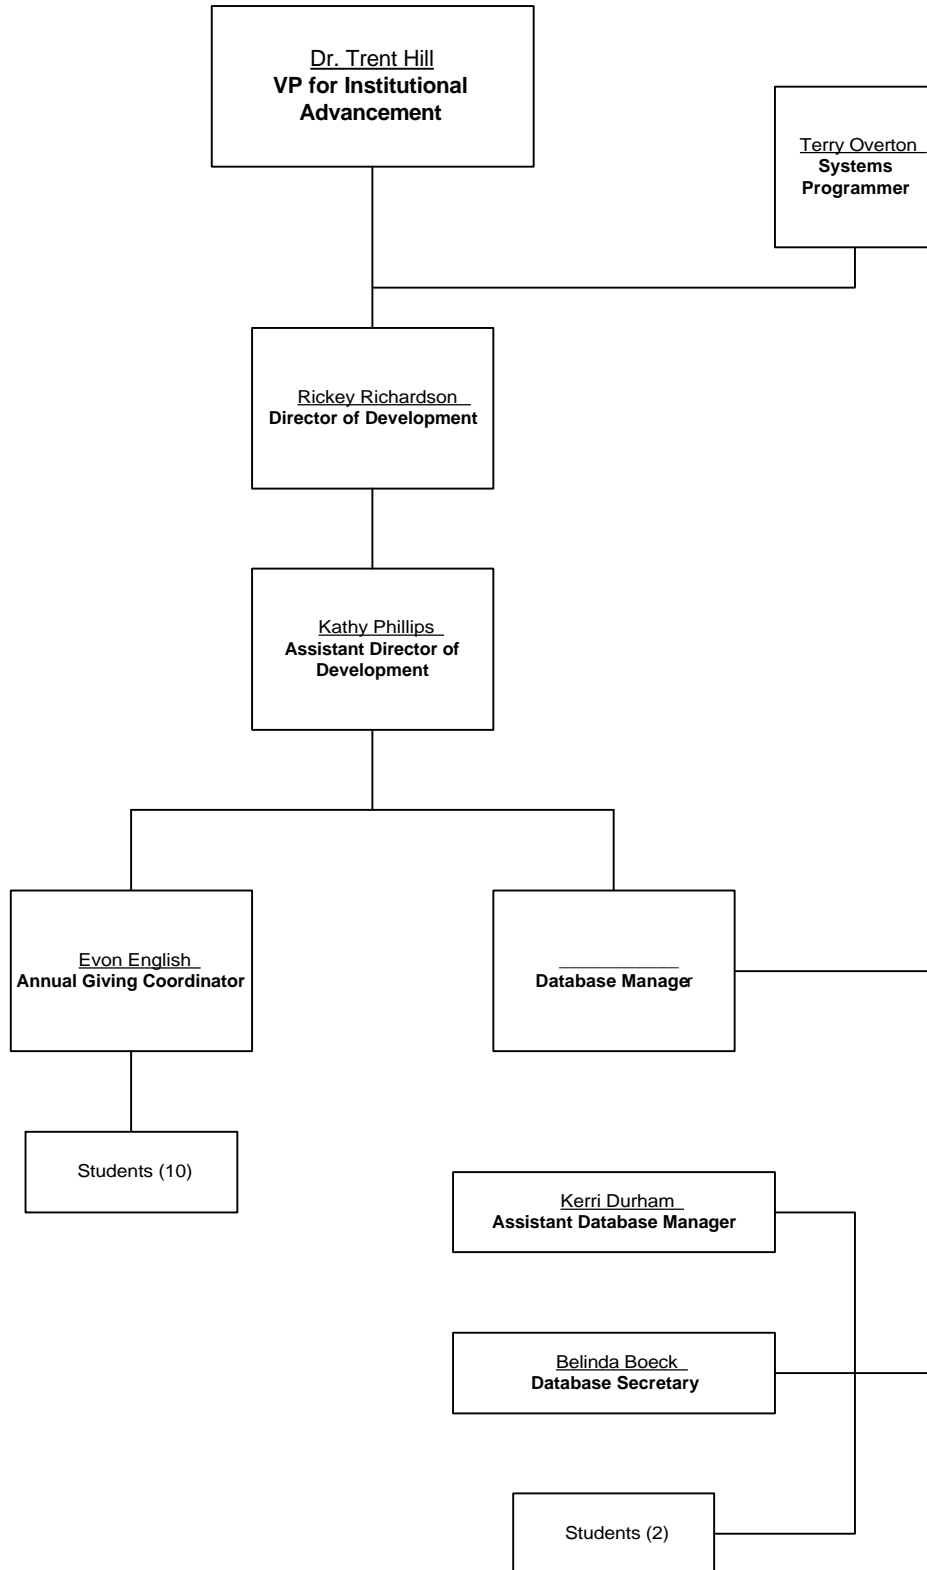 Dr. Trent Hill
VP for Institutional
Advancement
Terry Overton
Systems
Programmer
Rickey Richardson
Director of Development
Kathy Phillips
Assistant Director of
Development
Evon English
Annual Giving Coordinator
____________
Database Manager
Students (10)
Kerri Durham
Assistant Database Manager
Belinda Boeck
Database Secretary
Students (2)